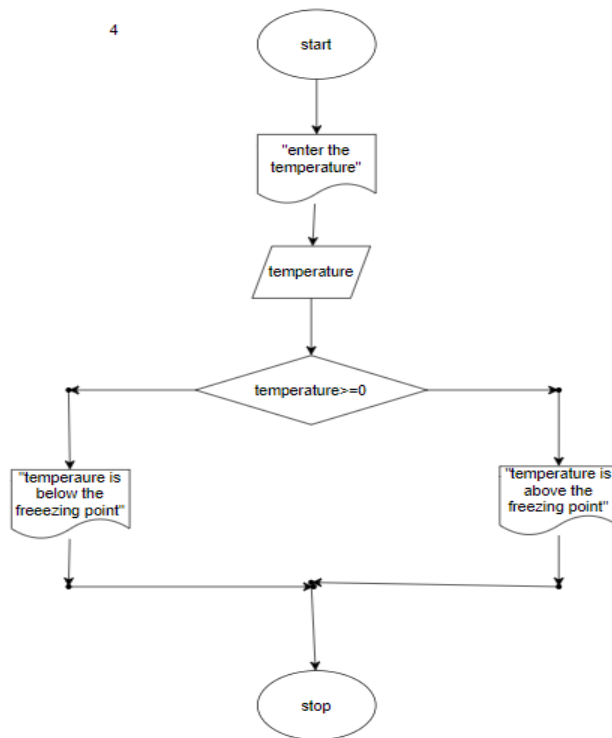 4
start
"enter the
temperature"
temperature
temperature>=0
"temperaure is
below the
freeezing point"
"temperature is
above the
freezing point"
stop